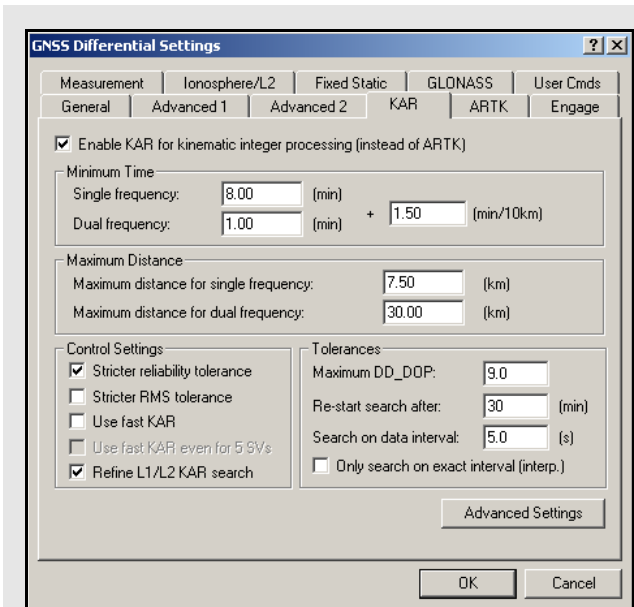 GNSS Differential Settings
Measurement Ionosphere/L2 Fixed Static GLONASS User Cmds
General Advanced 1 Advanced 2 KAR ARTK Engage
Enable KAR for kinematic integer processing (instead of ARTK)
Minimum Time
Single frequency: 8.00 (min)
Dual frequency: 1.00 (min) + 1.50 (min/10km)
Maximum Distance
Maximum distance for single frequency: 7.50 (km)
Maximum distance for dual frequency: 30.00 (km)
Control Settings
Stricter reliability tolerance
Stricter RMS tolerance
Use fast KAR
Use fast KAR even for 5 SVs
Refine L1/L2 KAR search
Tolerances
Maximum DD_DOP: 9.0
Re-start search after: 30 (min)
Search on data interval: 5.0 (s)
Only search on exact interval (interp.)
Advanced Settings
OK Cancel